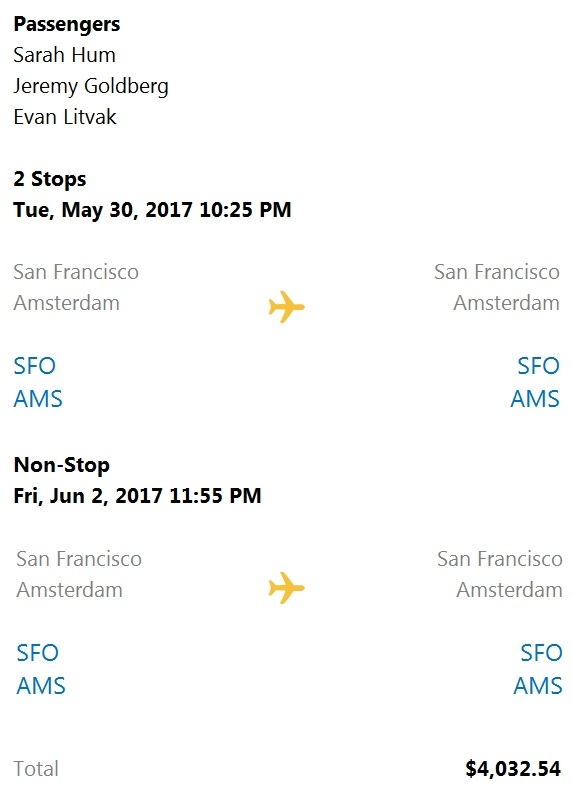 Passengers
Sarah Hum
Jeremy Goldberg
Evan Litvak
2 Stops
Tue, May 30, 2017 10:25 PM
San Francisco San Francisco
Amsterdam Amsterdam
SFO SFO
AMS AMS
Non-Stop
Fri, Jun 2, 2017 11:55 PM
San Francisco San Francisco
Amsterdam Amsterdam
SFO SFO
AMS AMS
Total $4,032.54